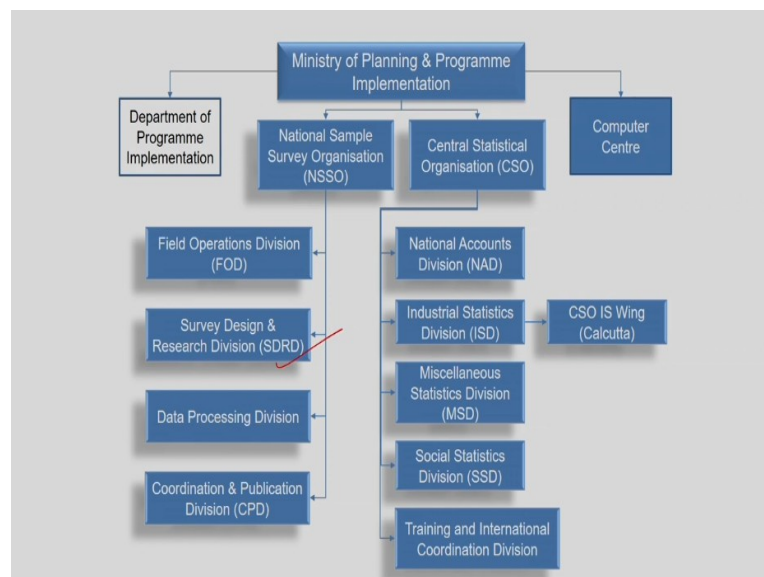 Ministry of Planning & Programme
Implementation
Department of
Programme
Implementation
National Sample
Survey Organisation
(NSSO)
Central Statistical
Organisation (CSO)
Computer
Centre
Field Operations Division
(FOD)
Survey Design &
Research Division (SDRD)
Data Processing Division
Coordination & Publication
Division (CPD)
National Accounts
Division (NAD)
Industrial Statistics
Division (ISD)
CSO IS Wing
(Calcutta)
Miscellaneous
Statistics Division
(MSD)
Social Statistics
Division (SSD)
Training and International
Coordination Division